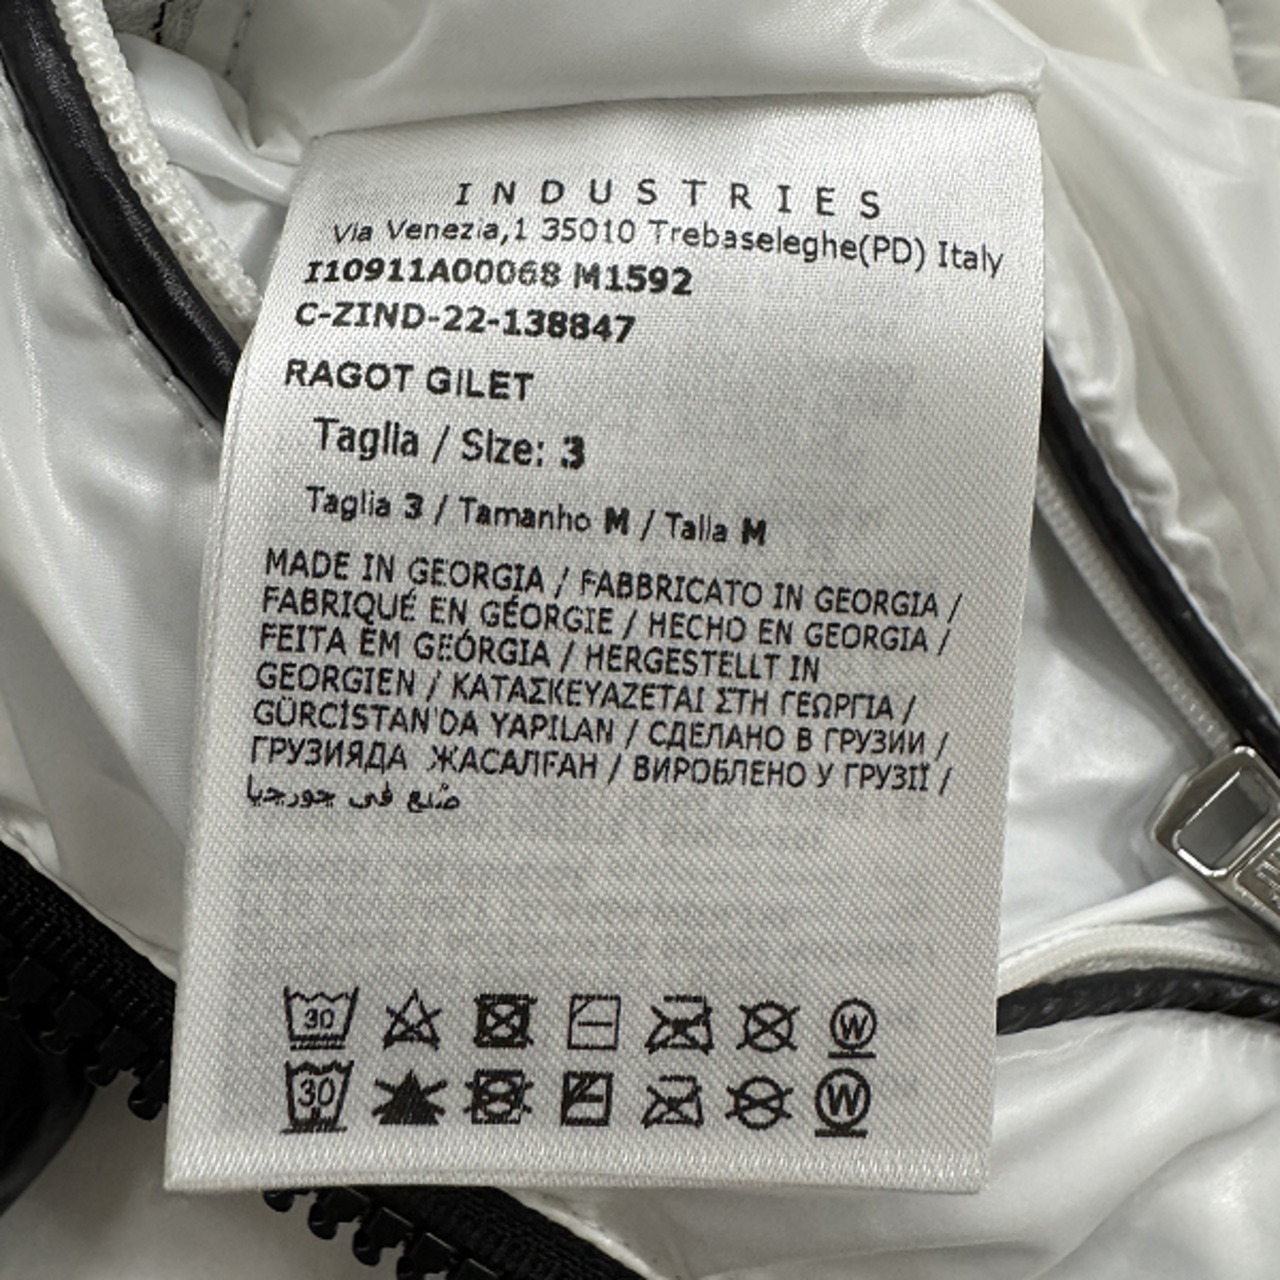 INDUSTRIES
Via Venezia,1 35010 Trebaseleghe(PD) Italy
I10911A00068 M1592
C-ZIND-22-138847
RAGOT GILET
Taglia / Size: 3
Taglia 3 / Tamanho M / Talla M
MADE IN GEORGIA / FABBRICATO IN GEORGIA /
FABRIQUÉ EN GÉORGIE / HECHO EN GEORGIA /
FEITA EM GEÓRGIA / HERGESTELLT IN
GEORGIEN / ΚΑΤΑΣΚΕΥΑΖΕΤΑΙ ΣΤΗ ΓΕΩΡΓΙΑ /
GÜRCİSTAN'DA YAPILAN / СДЕЛАНО В ГРУЗИИ /
ГРУЗИЯДА ЖАСАЛҒАН / ВИРОБЛЕНО У ГРУЗІЇ /
صُنع في جورجيا
30 W
30 W